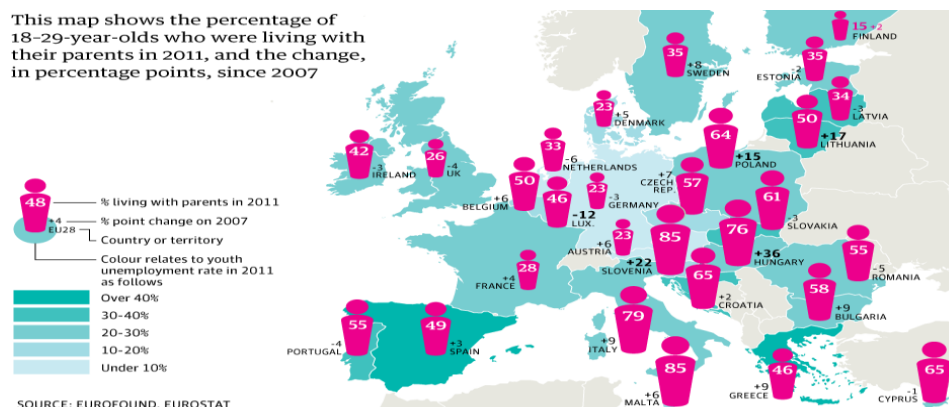 This map shows the percentage of
18-29-year-olds who were living with
their parents in 2011, and the change,
in percentage points, since 2007
48
% living with parents in 2011
+4
% point change on 2007
EU28
Country or territory
Colour relates to youth
unemployment rate in 2011
as follows
Over 40%
30-40%
20-30%
10-20%
Under 10%
SOURCE: EUROFOUND, EUROSTAT
15 +2
FINLAND
35
+8
SWEDEN
35
-2
ESTONIA
34
-3
LATVIA
50
+17
LITHUANIA
23
+5
DENMARK
64
+15
POLAND
42
-3
IRELAND
26
-4
UK
33
-6
NETHERLANDS
50
+6
BELGIUM
46
-12
LUX.
23
-3
GERMANY
57
+7
CZECH
REP.
61
-3
SLOVAKIA
23
+6
AUSTRIA
85
+22
SLOVENIA
76
+36
HUNGARY
55
-5
ROMANIA
28
+4
FRANCE
65
+2
CROATIA
58
+9
BULGARIA
55
-4
PORTUGAL
49
+3
SPAIN
79
+9
ITALY
85
+6
MALTA
46
+9
GREECE
65
-1
CYPRUS